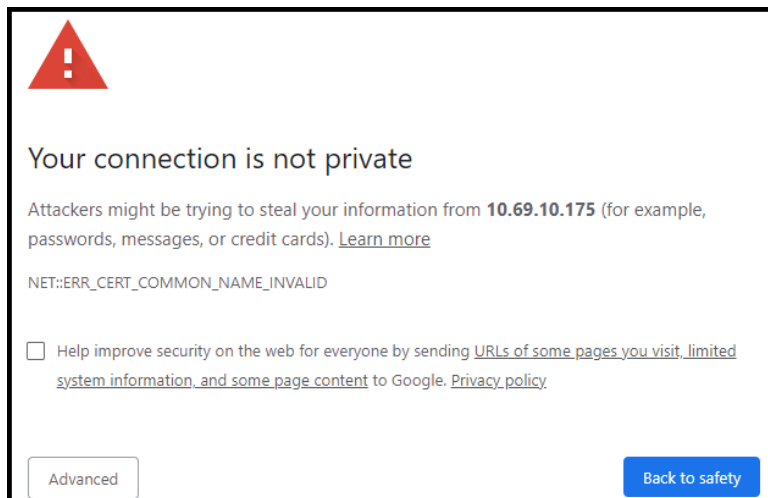 Your connection is not private
Attackers might be trying to steal your information from 10.69.10.175 (for example,
passwords, messages, or credit cards). Learn more
NET::ERR_CERT_COMMON_NAME_INVALID
Help improve security on the web for everyone by sending URLs of some pages you visit, limited
system information, and some page content to Google. Privacy policy
Advanced
Back to safety